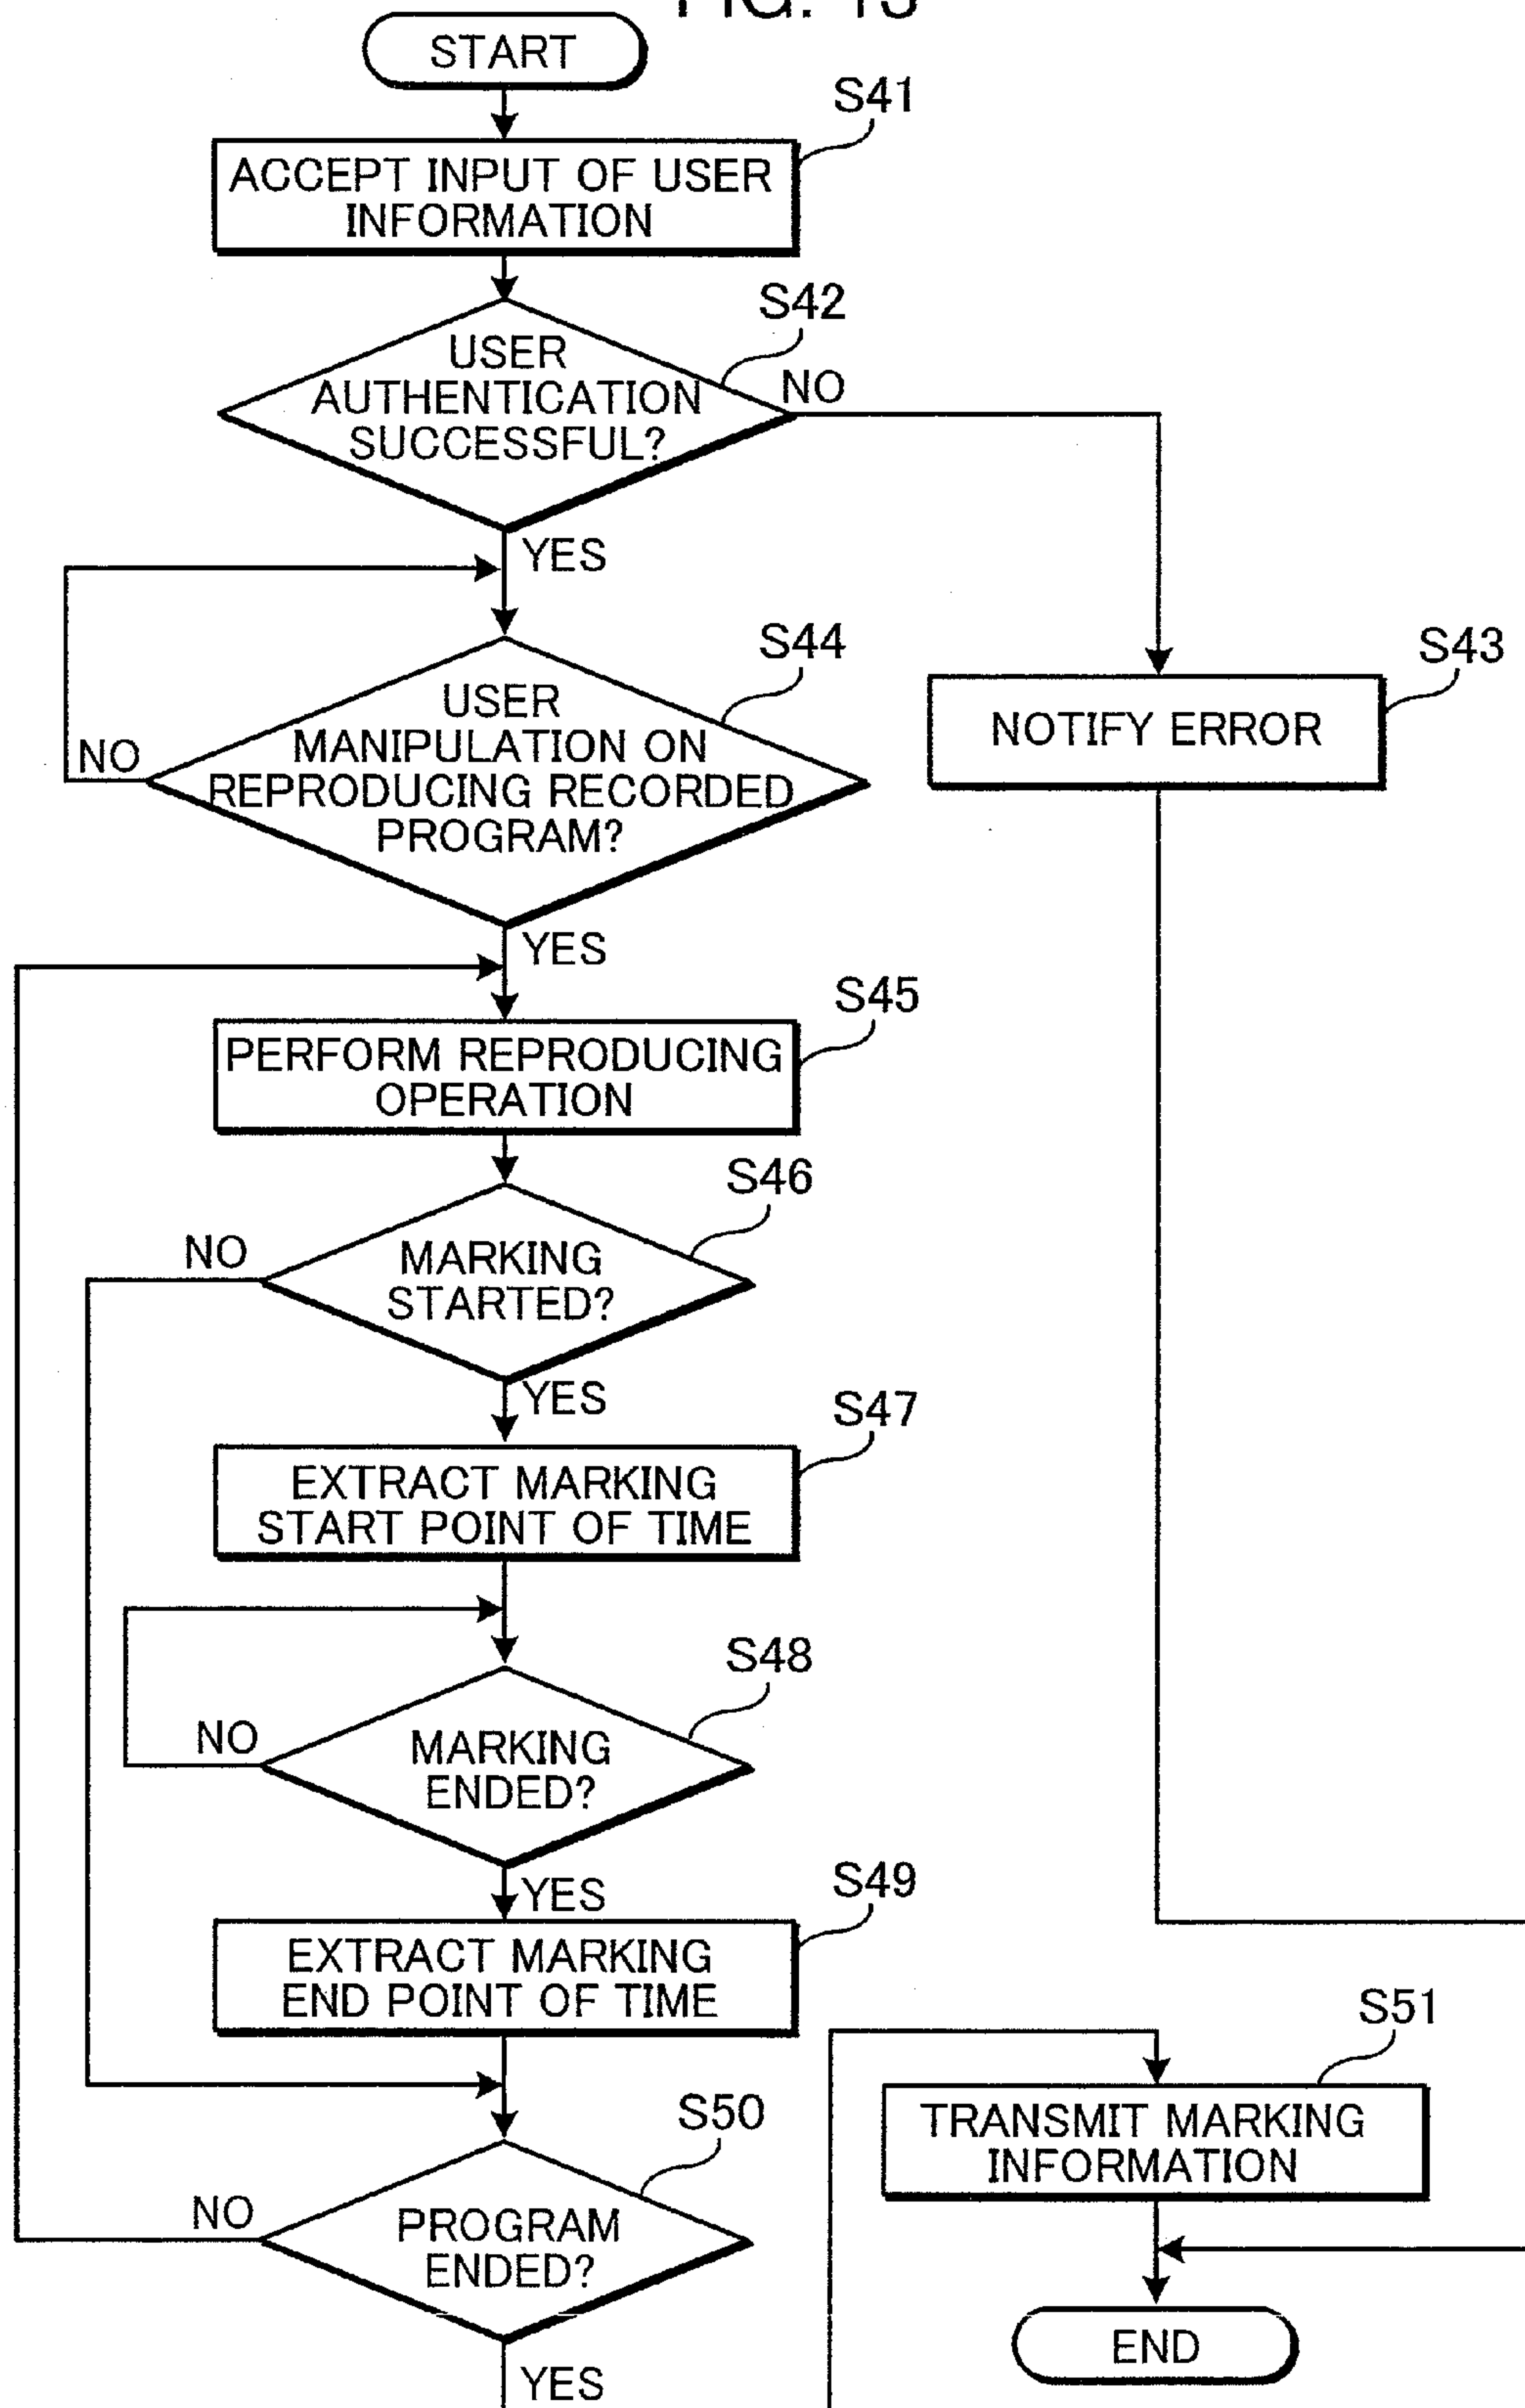 START
S41
ACCEPT INPUT OF USER
INFORMATION
S42
USER
AUTHENTICATION
SUCCESSFUL?
NO
YES
S44
USER
MANIPULATION ON
REPRODUCING RECORDED
PROGRAM?
NO
S43
NOTIFY ERROR
YES
S45
PERFORM REPRODUCING
OPERATION
S46
NO
MARKING
STARTED?
YES
S47
EXTRACT MARKING
START POINT OF TIME
S48
NO
MARKING
ENDED?
YES
S49
EXTRACT MARKING
END POINT OF TIME
S50
NO
PROGRAM
ENDED?
YES
S51
TRANSMIT MARKING
INFORMATION
END